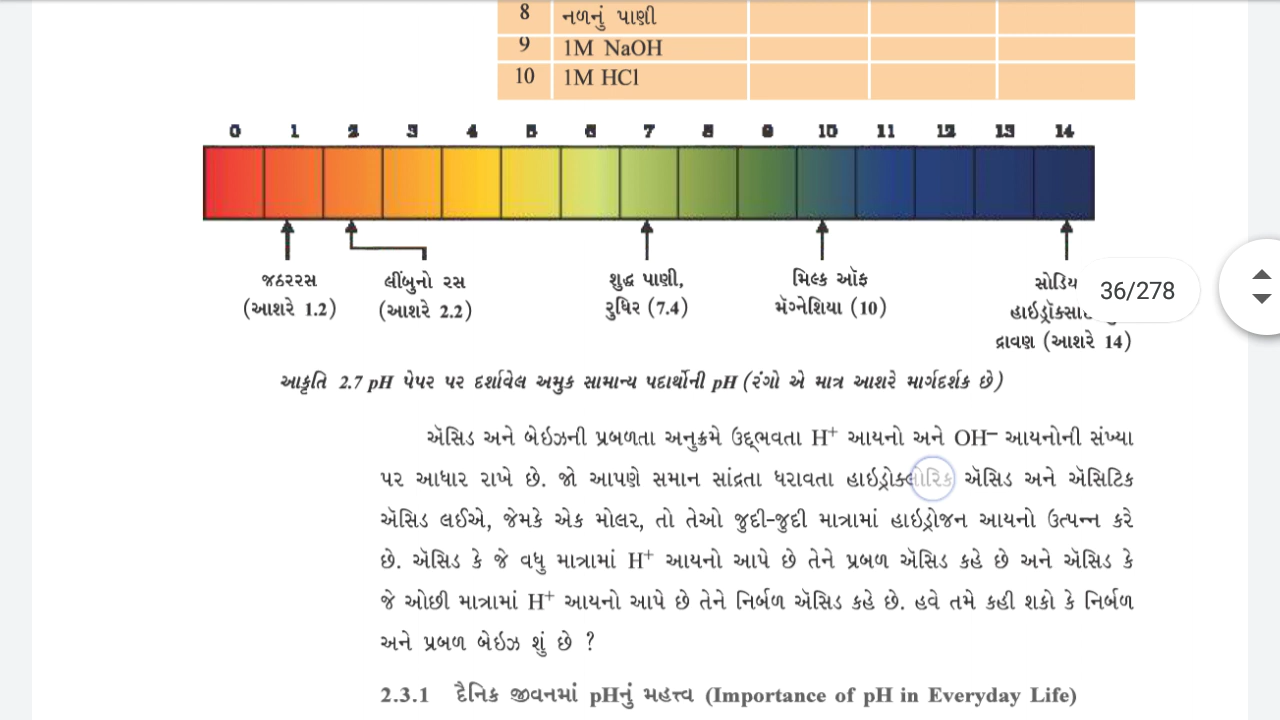 8 નળનું પાણી
9 1M NaOH
10 1M HCl
0 1 2 3 4 5 6 7 8 9 10 11 12 13 14
જઠરરસ
(આશરે 1.2)
લીંબુનો રસ
(આશરે 2.2)
શુદ્ધ પાણી,
રુધિર (7.4)
મિલ્ક ઑફ
મૅગ્નેશિયા (10)
દ્રાવણ (આશરે 14)
36/278
આકૃતિ 2.7 pH પેપર પર દર્શાવેલ અમુક સામાન્ય પદાર્થોની pH (રંગો એ માત્ર આશરે માર્ગદર્શક છે)
ઍસિડ અને બેઇઝની પ્રબળતા અનુક્રમે ઉદ્ભવતા H⁺ આયનો અને OH⁻ આયનોની સંખ્યા
પર આધાર રાખે છે. જો આપણે સમાન સાંદ્રતા ધરાવતા હાઇડ્રોક્લોરિક ઍસિડ અને ઍસિટિક
ઍસિડ લઈએ, જેમકે એક મોલર, તો તેઓ જુદી-જુદી માત્રામાં હાઇડ્રોજન આયનો ઉત્પન્ન કરે
છે. ઍસિડ કે જે વધુ માત્રામાં H⁺ આયનો આપે છે તેને પ્રબળ ઍસિડ કહે છે અને ઍસિડ કે
જે ઓછી માત્રામાં H⁺ આયનો આપે છે તેને નિર્બળ ઍસિડ કહે છે. હવે તમે કહી શકો કે નિર્બળ
અને પ્રબળ બેઇઝ શું છે ?
2.3.1 દૈનિક જીવનમાં pHનું મહત્ત્વ (Importance of pH in Everyday Life)